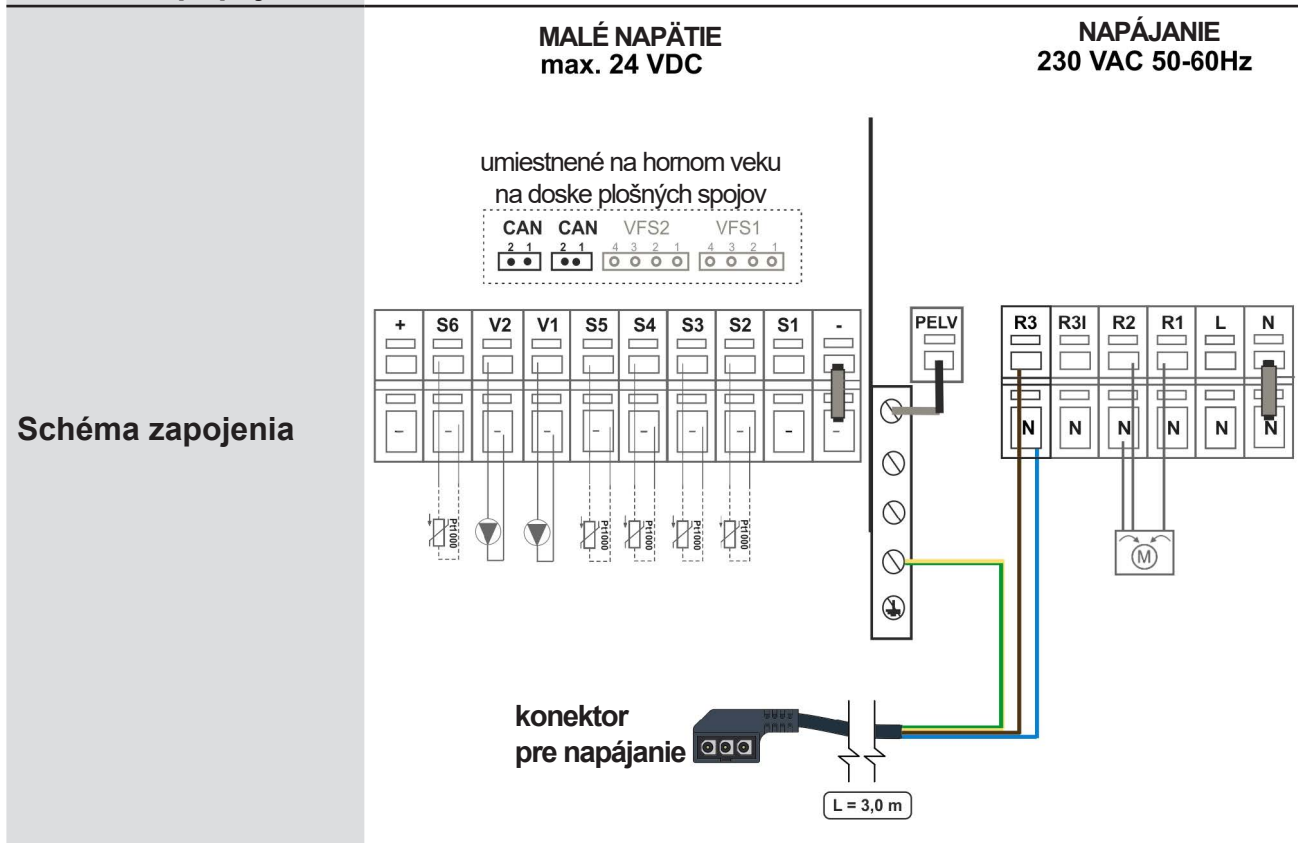 MALÉ NAPÄTIE
max. 24 VDC
NAPÁJANIE
230 VAC 50-60Hz
umiestnené na hornom veku
na doske plošných spojov
CAN CAN VFS2 VFS1
2 1 2 1 4 3 2 1 4 3 2 1
+ S6 V2 V1 S5 S4 S3 S2 S1 -
PELV
R3 R3I R2 R1 L N
- - - - - - - - - -
N N N N N N
Schéma zapojenia
Pt1000 Pt1000 Pt1000 Pt1000 Pt1000
M
konektor
pre napájanie
L = 3,0 m